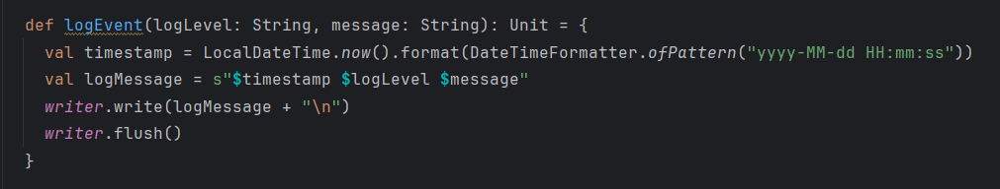 def logEvent(logLevel: String, message: String): Unit = {
  val timestamp = LocalDateTime.now().format(DateTimeFormatter.ofPattern("yyyy-MM-dd HH:mm:ss"))
  val logMessage = s"$timestamp $logLevel $message"
  writer.write(logMessage + "\n")
  writer.flush()
}